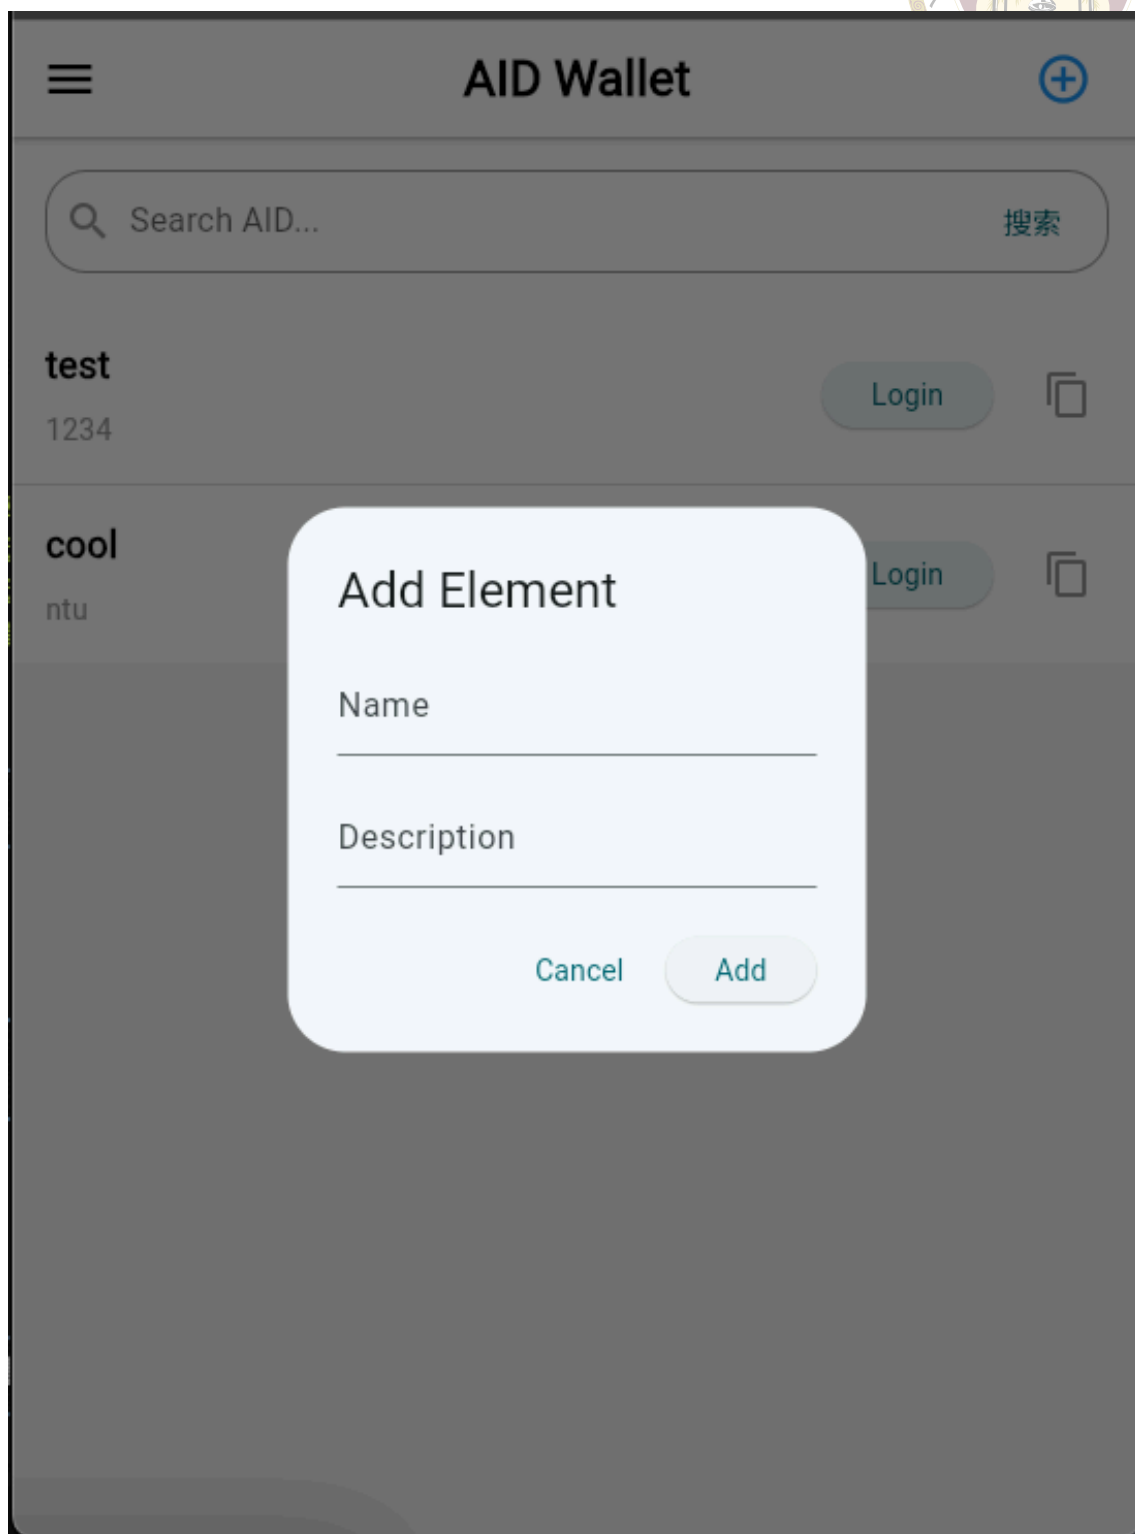 AID Wallet
Search AID...
搜索
test
Login
1234
cool
Login
ntu
Add Element
Name
Description
Cancel
Add